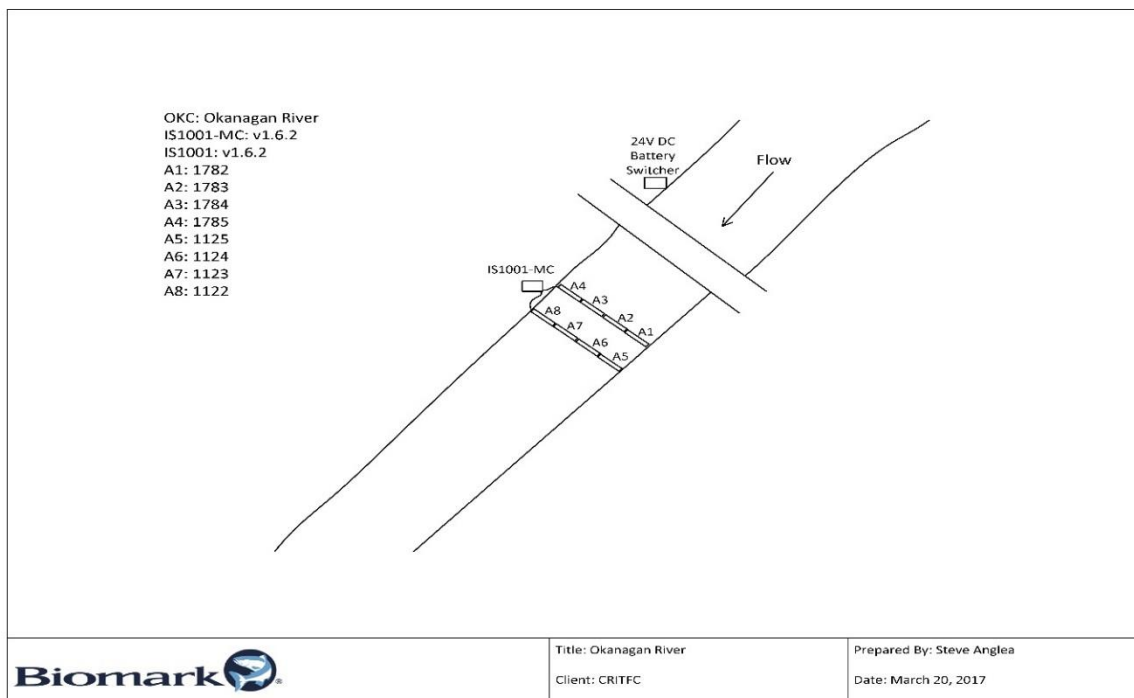 OKC: Okanagan River
IS1001-MC: v1.6.2
IS1001: v1.6.2
A1: 1782
A2: 1783
A3: 1784
A4: 1785
A5: 1125
A6: 1124
A7: 1123
A8: 1122
24V DC
Battery
Switcher
Flow
IS1001-MC
A4
A3
A2
A1
A8
A7
A6
A5
Biomark®
Title: Okanagan River
Client: CRITFC
Prepared By: Steve Anglea
Date: March 20, 2017